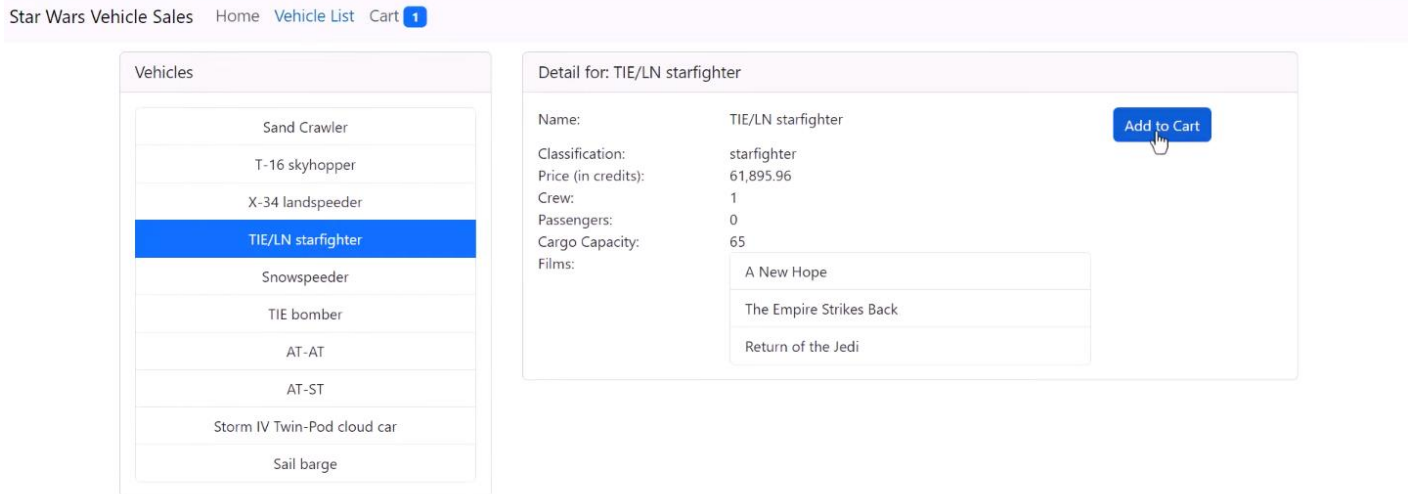 Star Wars Vehicle Sales Home Vehicle List Cart 1
Vehicles
Sand Crawler
T-16 skyhopper
X-34 landspeeder
TIE/LN starfighter
Snowspeeder
TIE bomber
AT-AT
AT-ST
Storm IV Twin-Pod cloud car
Sail barge
Detail for: TIE/LN starfighter
Name: TIE/LN starfighter Add to Cart
Classification: starfighter
Price (in credits): 61,895.96
Crew: 1
Passengers: 0
Cargo Capacity: 65
Films: A New Hope
The Empire Strikes Back
Return of the Jedi